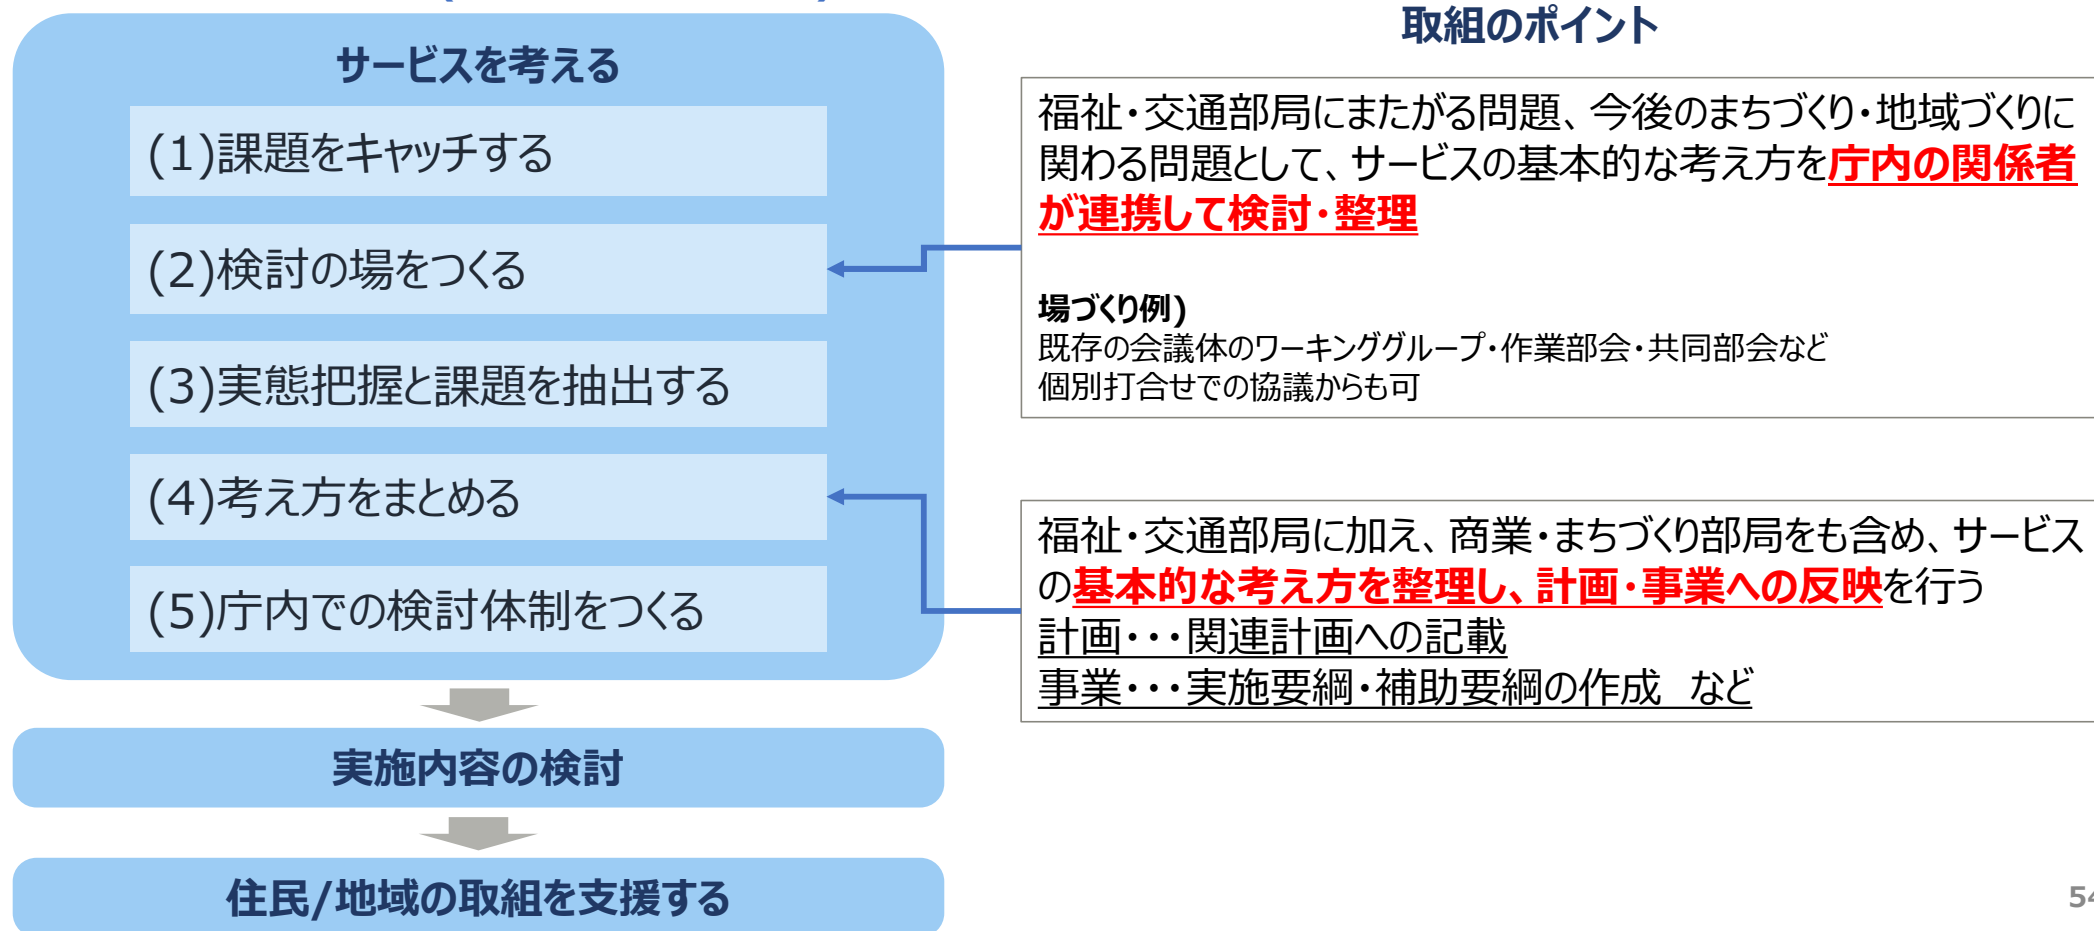 サービスを考える
(1)課題をキャッチする
(2)検討の場をつくる
(3)実態把握と課題を抽出する
(4)考え方をまとめる
(5)庁内での検討体制をつくる
実施内容の検討
住民/地域の取組を支援する
取組のポイント
福祉・交通部局にまたがる問題、今後のまちづくり・地域づくりに
関わる問題として、サービスの基本的な考え方を庁内の関係者
が連携して検討・整理
場づくり例)
既存の会議体のワーキンググループ・作業部会・共同部会など
個別打合せでの協議からも可
福祉・交通部局に加え、商業・まちづくり部局をも含め、サービス
の基本的な考え方を整理し、計画・事業への反映を行う
計画・・・関連計画への記載
事業・・・実施要綱・補助要綱の作成　など
54